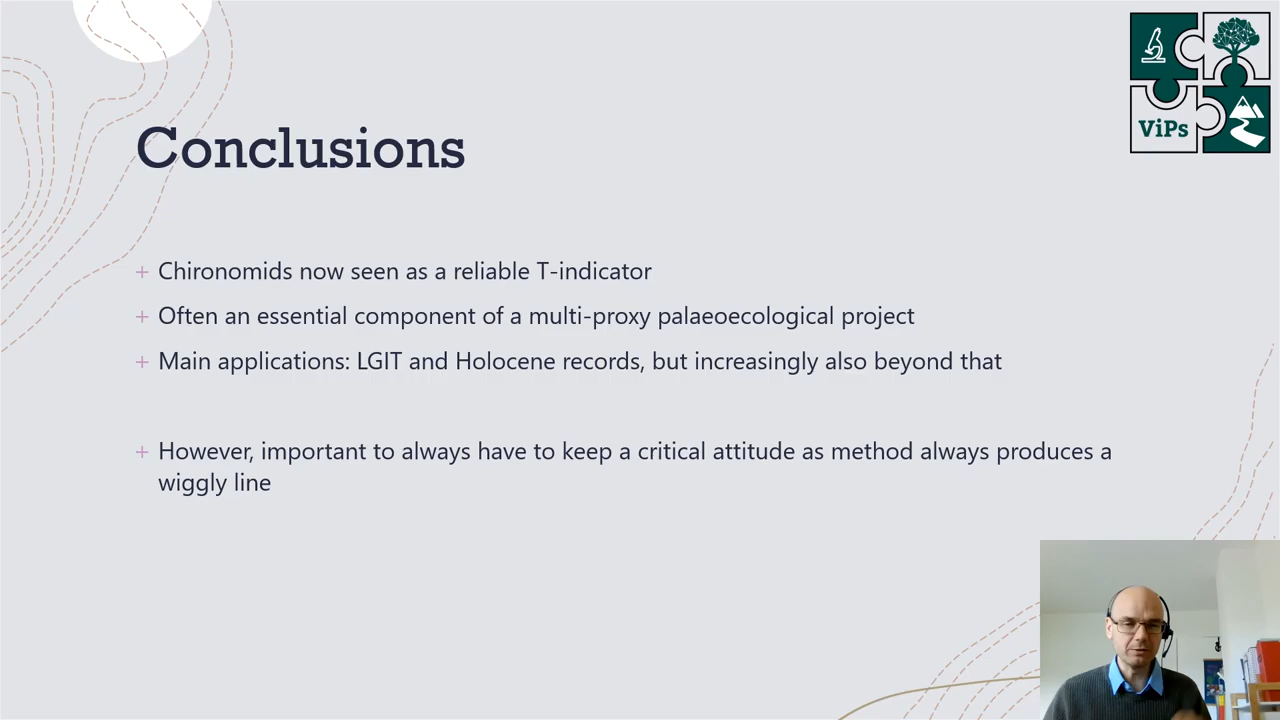 ViPs
Conclusions
+ Chironomids now seen as a reliable T-indicator
+ Often an essential component of a multi-proxy palaeoecological project
+ Main applications: LGIT and Holocene records, but increasingly also beyond that
+ However, important to always have to keep a critical attitude as method always produces a
wiggly line